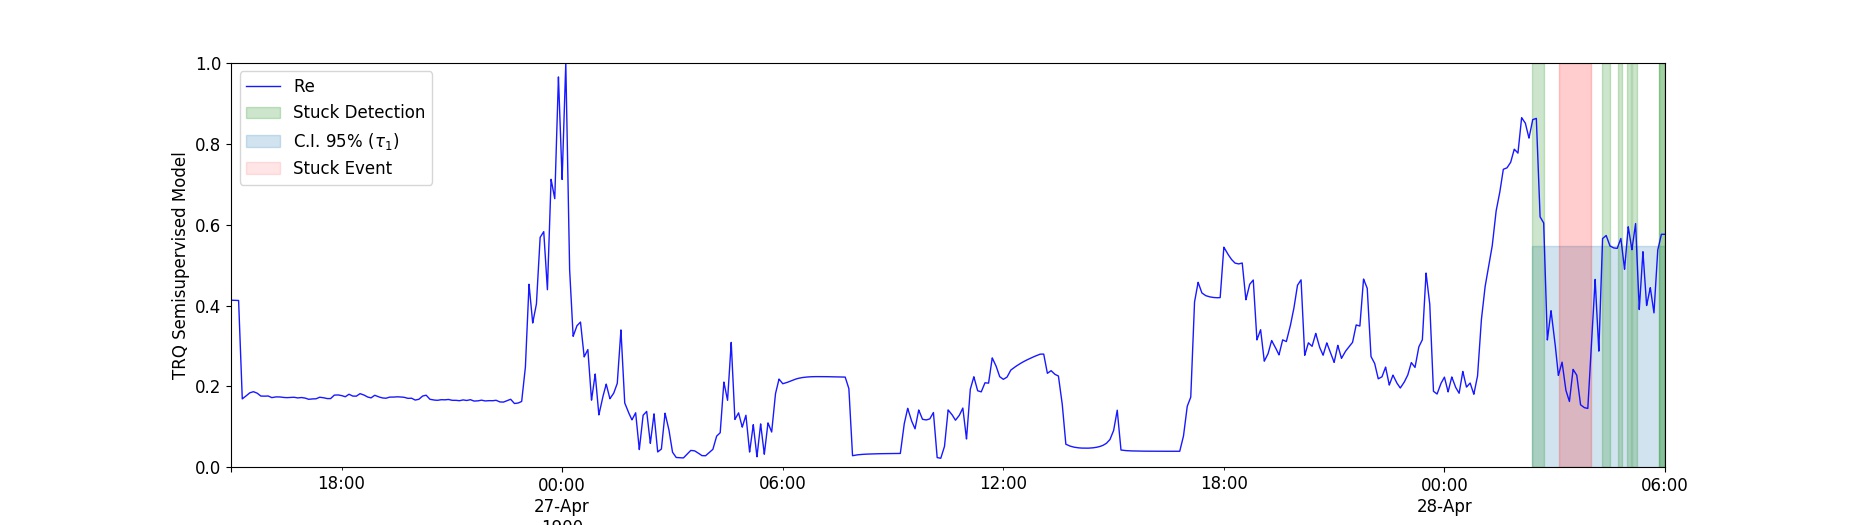 1.0
0.8
0.6
0.4
0.2
0.0
TRQ Semisupervised Model
Re
Stuck Detection
C.I. 95% (τ₁)
Stuck Event
18:00
00:00
27-Apr
1900
06:00
12:00
18:00
00:00
28-Apr
06:00